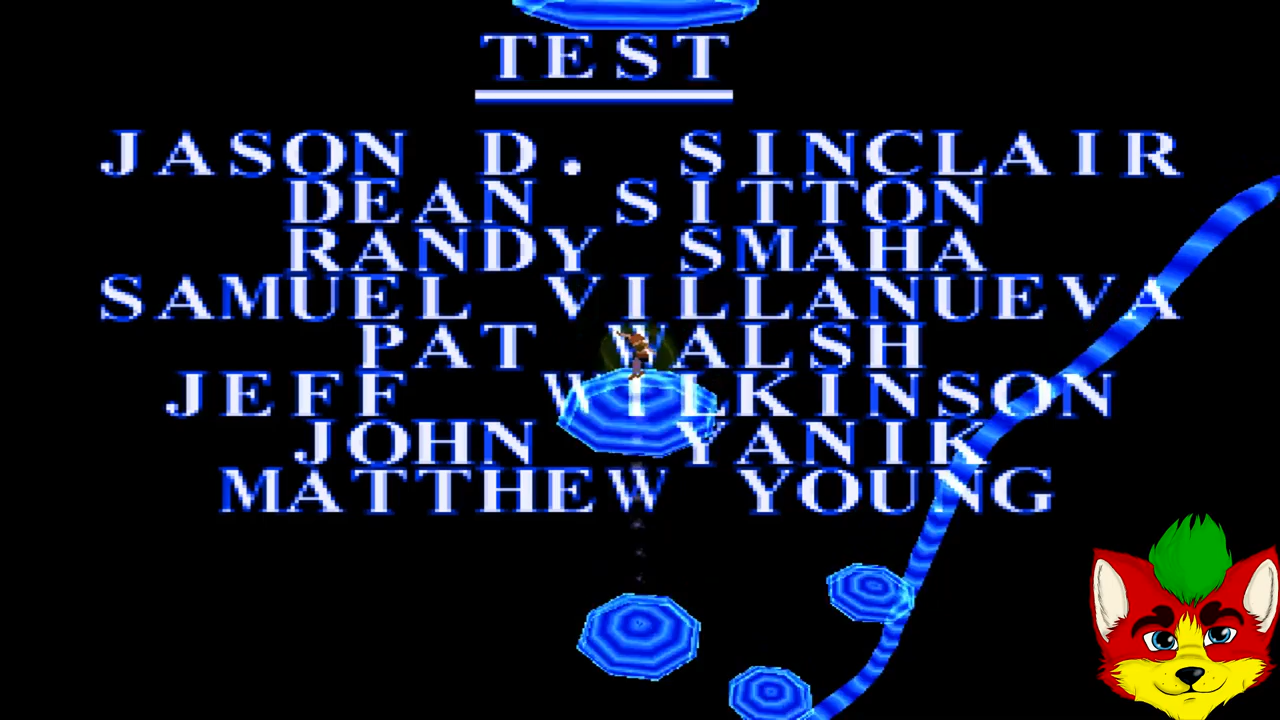 TEST
JASON D. SINCLAIR
DEAN SITTON
RANDY SMAHA
SAMUEL VILLANUEVA
PAT WALSH
JEFF WILKINSON
JOHN YANIK
MATTHEW YOUNG